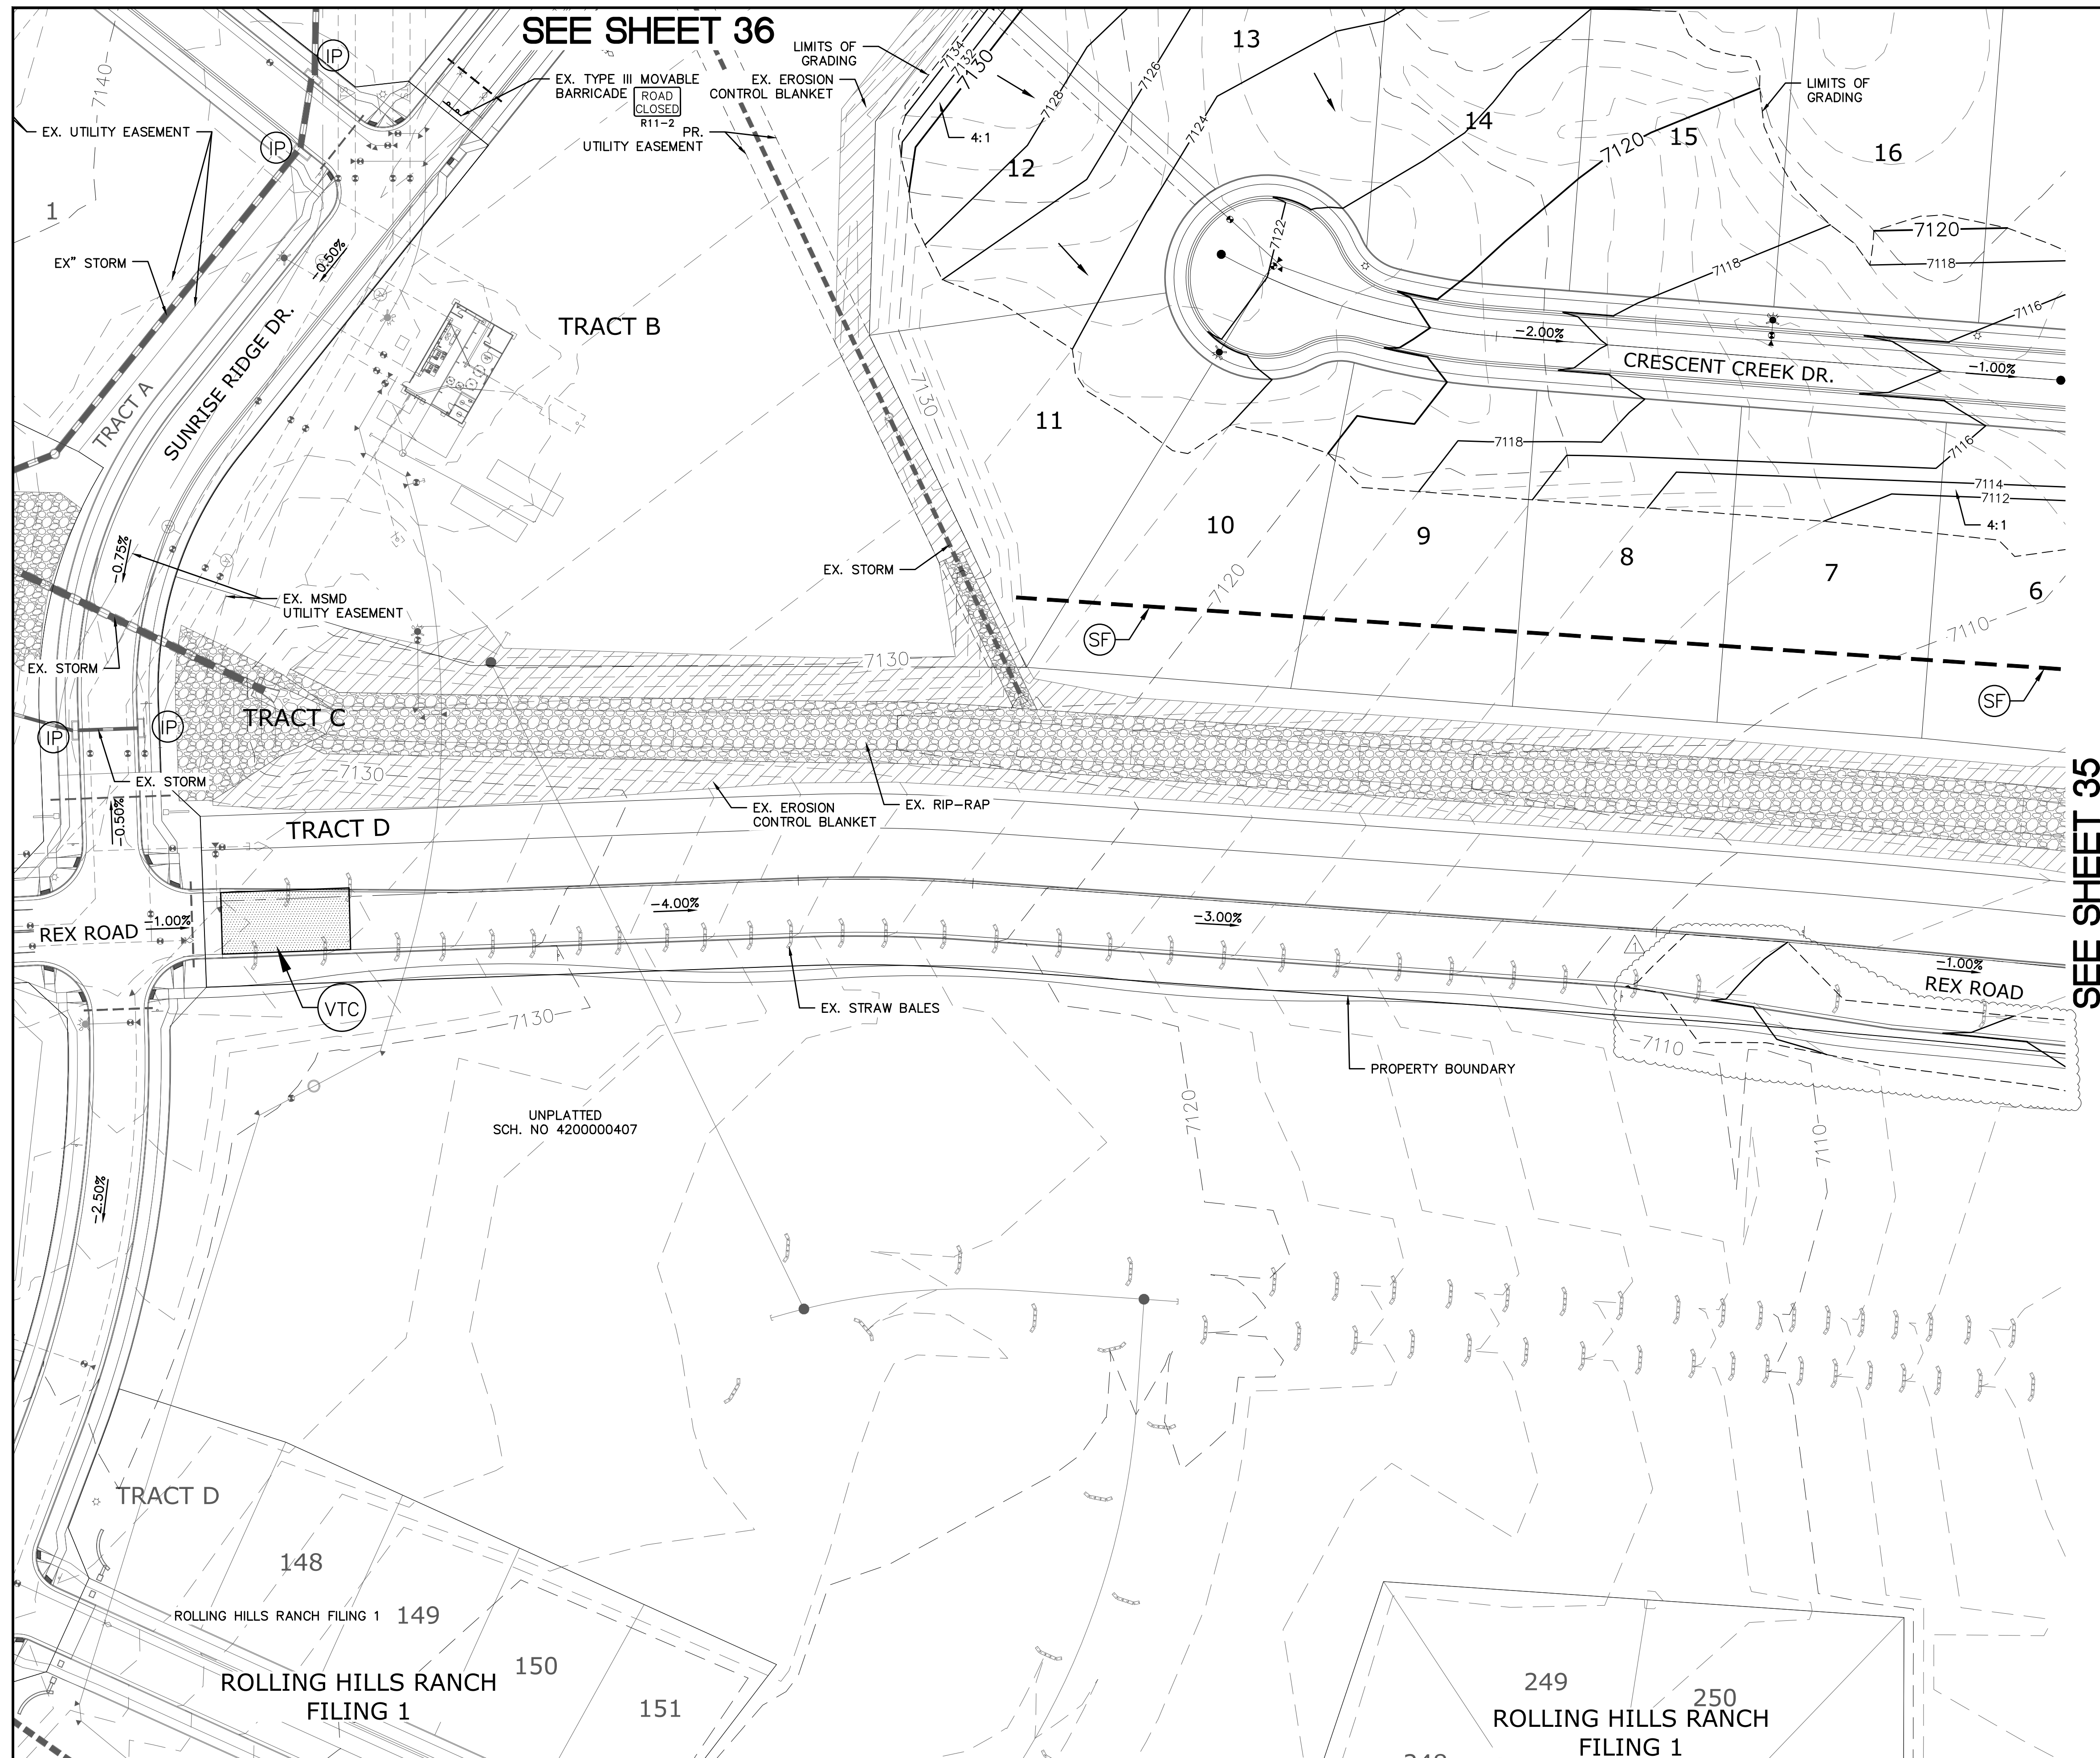 SEE SHEET 36
IP
LIMITS OF
GRADING
EX. TYPE III MOVABLE
BARRICADE
ROAD
CLOSED
R11-2
EX. EROSION
CONTROL BLANKET
PR.
UTILITY EASEMENT
7134
7132
7130
7128
7126
7124
4:1
12
13
14
15
16
LIMITS OF
GRADING
7120
7120
7118
7118
7116
7122
7140
EX. UTILITY EASEMENT
IP
1
EX” STORM
-0.50%
SUNRISE RIDGE DR.
TRACT A
TRACT B
7130
11
-2.00%
CRESCENT CREEK DR.
-1.00%
7118
7116
7114
7112
4:1
10
9
8
7
6
7120
7110
-0.75%
EX. MSMD
UTILITY EASEMENT
EX. STORM
EX. STORM
SF
SF
7130
TRACT C
IP
IP
EX. STORM
7130
-0.50%
EX. EROSION
CONTROL BLANKET
EX. RIP-RAP
TRACT D
SEE SHEET 35
REX ROAD
-1.00%
-4.00%
-3.00%
1
-1.00%
REX ROAD
VTC
7130
EX. STRAW BALES
PROPERTY BOUNDARY
7110
7120
7110
UNPLATTED
SCH. NO 4200000407
-2.50%
TRACT D
148
ROLLING HILLS RANCH FILING 1
149
150
151
ROLLING HILLS RANCH
FILING 1
249
250
ROLLING HILLS RANCH
FILING 1